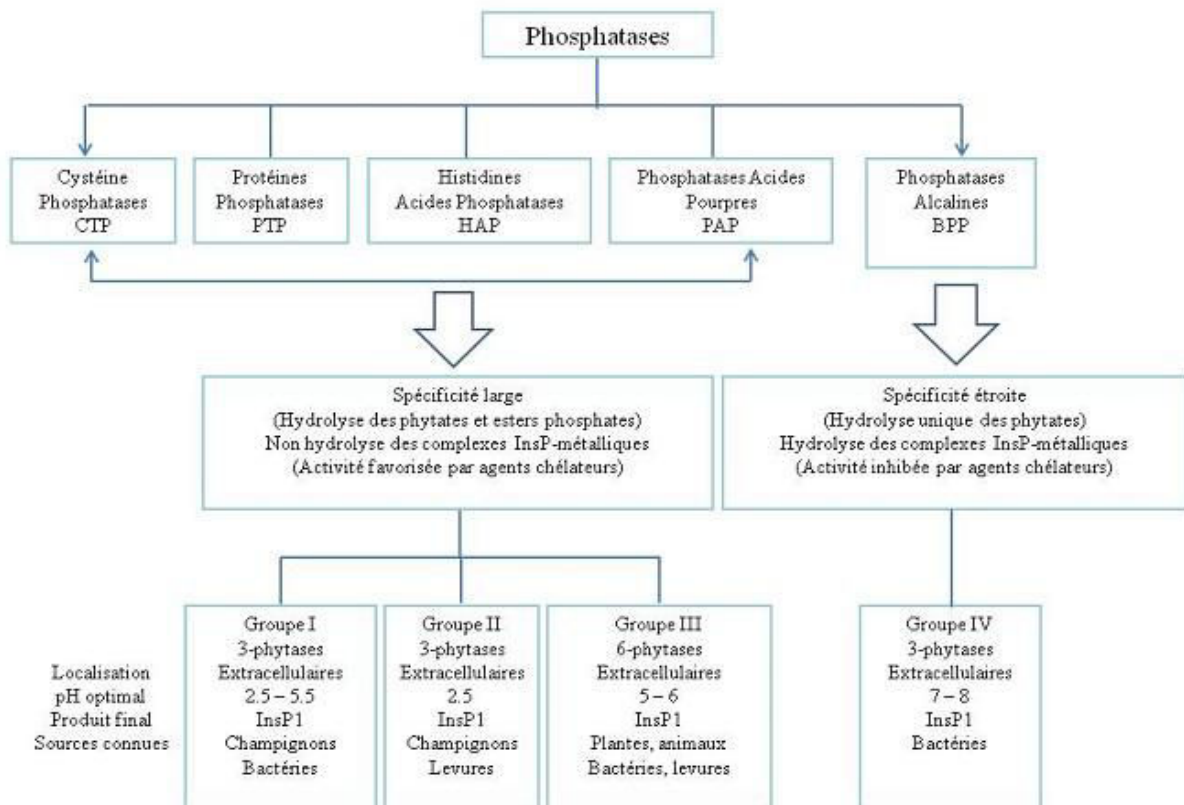 Phosphatases
Cystéine
Phosphatases
CTP
Protéines
Phosphatases
PTP
Histidines
Acides Phosphatases
HAP
Phosphatases Acides
Pourpres
PAP
Phosphatases
Alcalines
BPP
Spécificité large
(Hydrolyse des phytates et esters phosphates)
Non hydrolyse des complexes InsP-métalliques
(Activité favorisée par agents chélateurs)
Spécificité étroite
(Hydrolyse unique des phytates)
Hydrolyse des complexes InsP-métalliques
(Activité inhibée par agents chélateurs)
Localisation
pH optimal
Produit final
Sources connues
Groupe I
3-phytases
Extracellulaires
2.5 – 5.5
InsP1
Champignons
Bactéries
Groupe II
3-phytases
Extracellulaires
2.5
InsP1
Champignons
Levures
Groupe III
6-phytases
Extracellulaires
5 – 6
InsP1
Plantes, animaux
Bactéries, levures
Groupe IV
3-phytases
Extracellulaires
7 – 8
InsP1
Bactéries